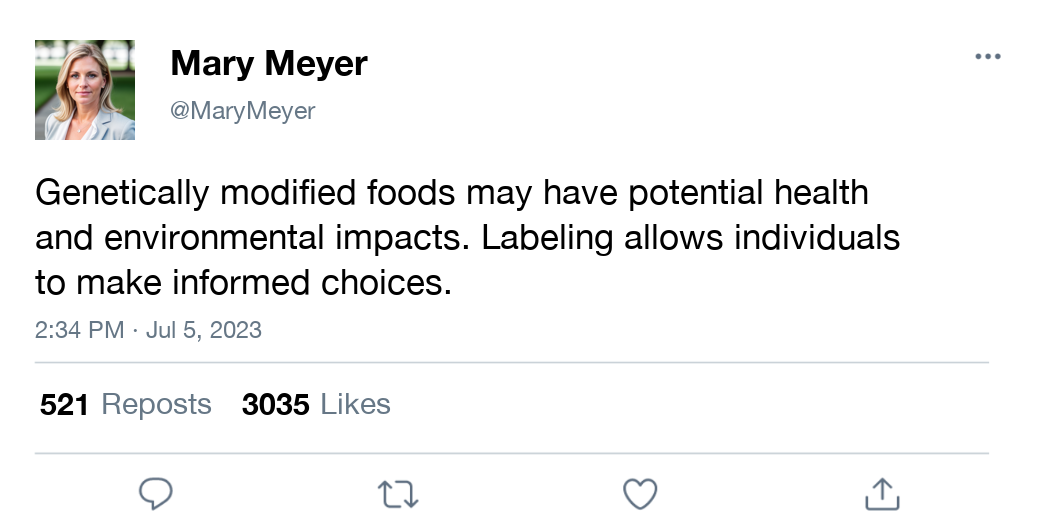 Mary Meyer
@MaryMeyer
Genetically modified foods may have potential health
and environmental impacts. Labeling allows individuals
to make informed choices.
2:34 PM · Jul 5, 2023
521 Reposts 3035 Likes